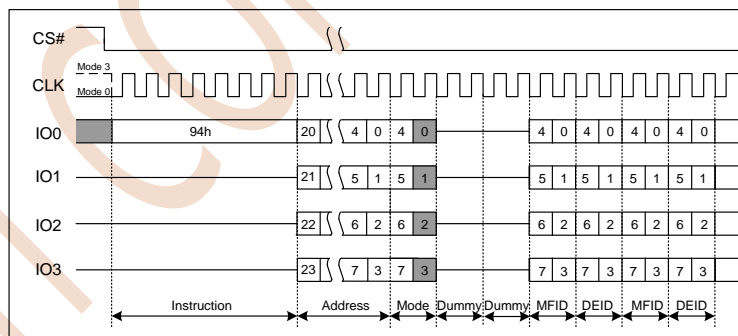 CS#
Mode 3
CLK
Mode 0
IO0 94h 20 4 0 4 0 4 0 4 0 4 0 4 0
IO1 21 5 1 5 1 5 1 5 1 5 1 5 1
IO2 22 6 2 6 2 6 2 6 2 6 2 6 2
IO3 23 7 3 7 3 7 3 7 3 7 3 7 3
Instruction Address Mode Dummy Dummy MFID DEID MFID DEID